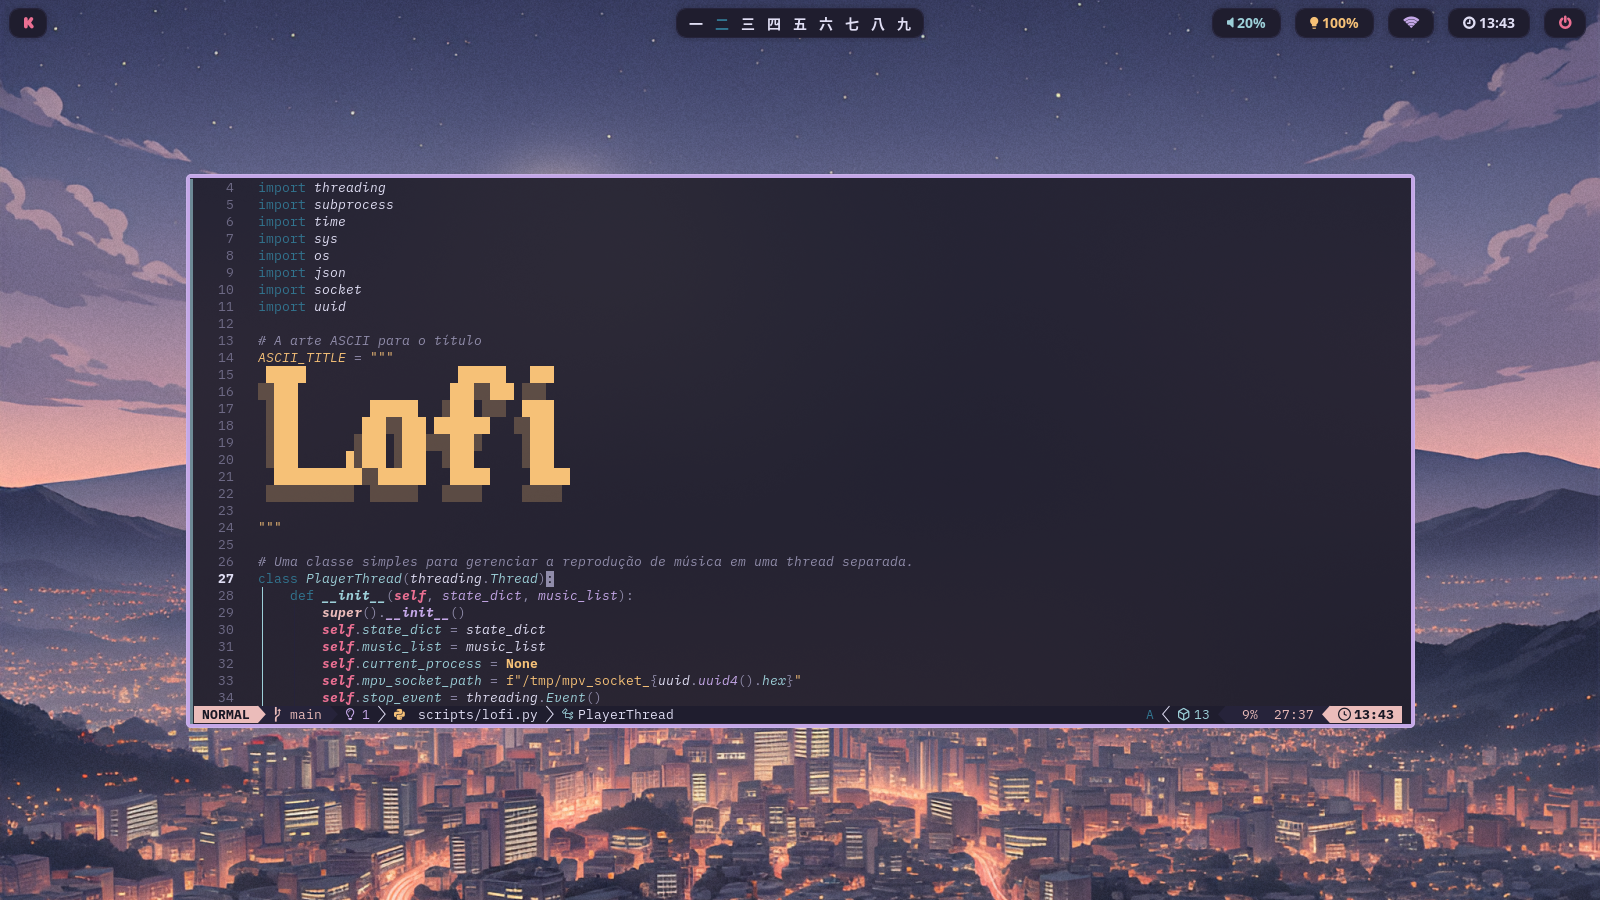 K
一 二 三 四 五 六 七 八 九
20% 100% 13:43
4 import threading
5 import subprocess
6 import time
7 import sys
8 import os
9 import json
10 import socket
11 import uuid
12
13 # A arte ASCII para o título
14 ASCII_TITLE = """
15
16
17
18
19
20
21
22
Lofi
23
24 """
25
26 # Uma classe simples para gerenciar a reprodução de música em uma thread separada.
27 class PlayerThread(threading.Thread):
28 def __init__(self, state_dict, music_list):
29 super().__init__()
30 self.state_dict = state_dict
31 self.music_list = music_list
32 self.current_process = None
33 self.mpv_socket_path = f"/tmp/mpv_socket_{uuid.uuid4().hex}"
34 self.stop_event = threading.Event()
NORMAL main 1 scripts/lofi.py PlayerThread A 13 9% 27:37 13:43